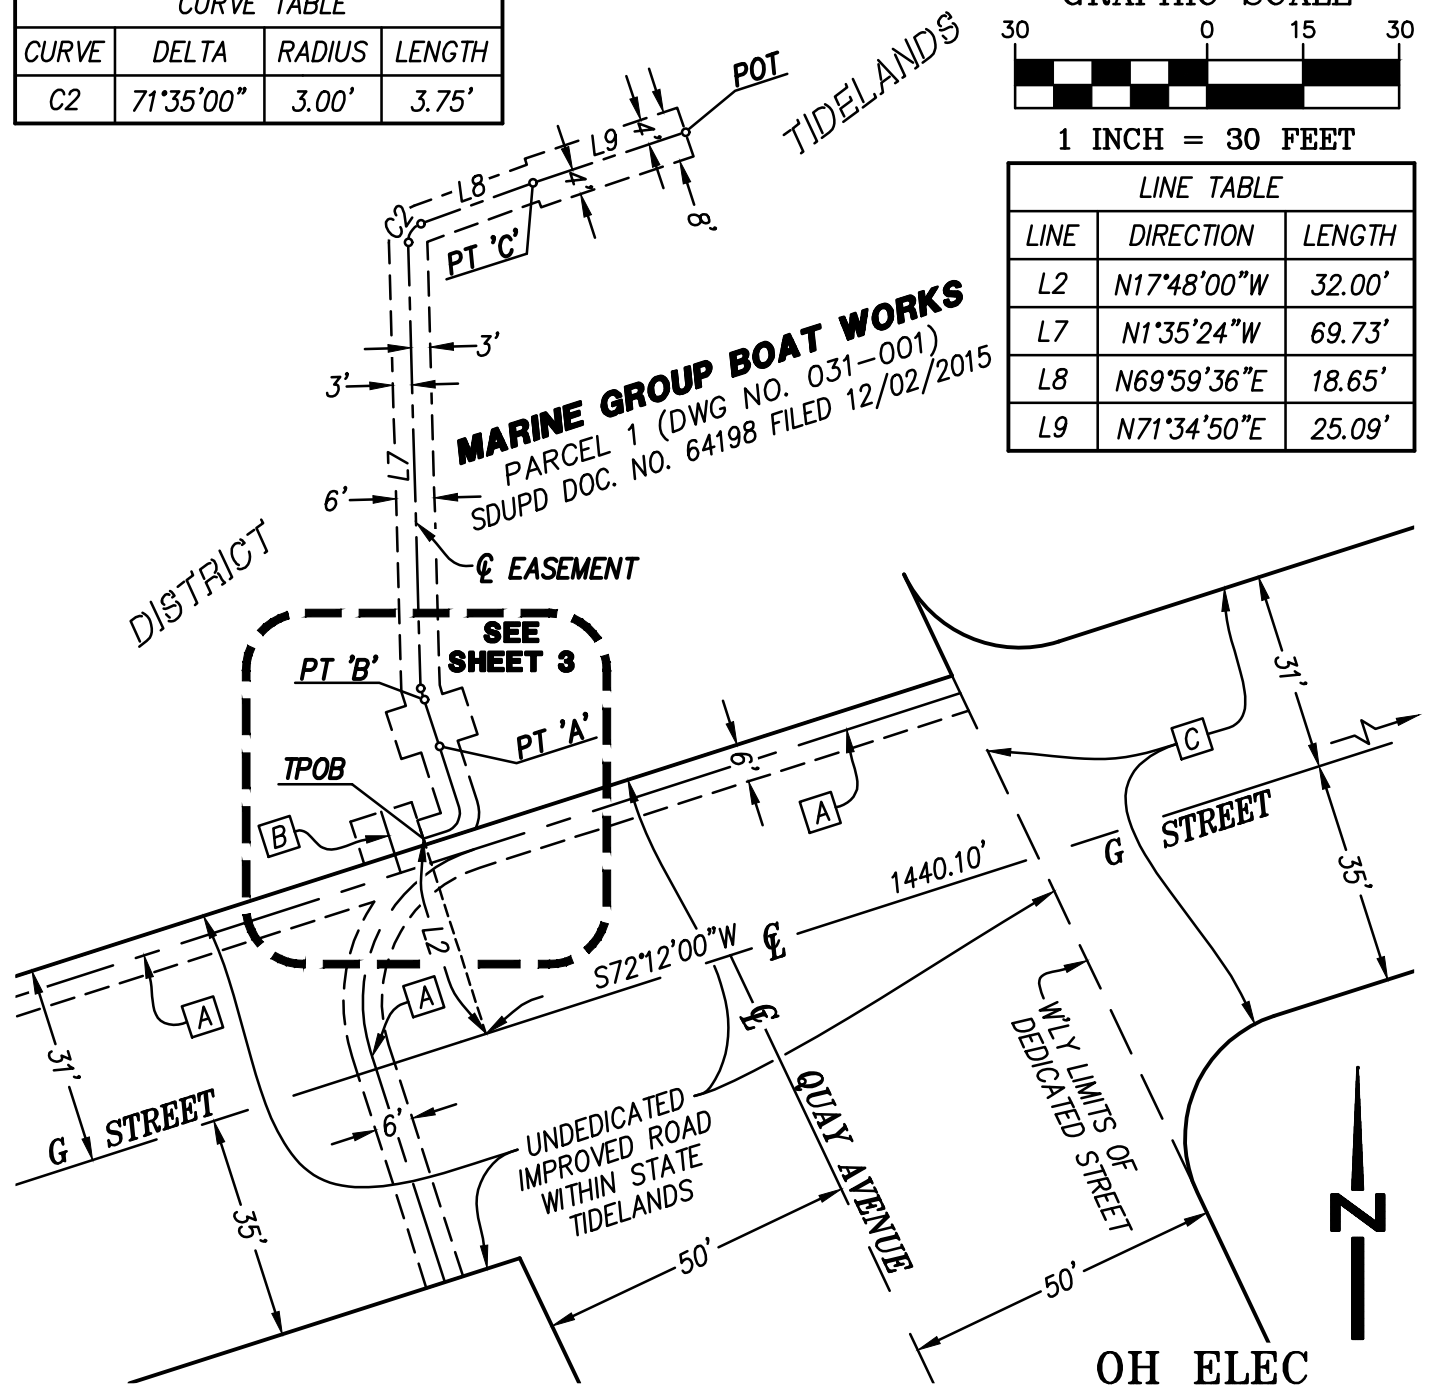 CURVE TABLE
CURVE DELTA RADIUS LENGTH
C2 71°35'00" 3.00' 3.75'
GRAPHIC SCALE
30 0 15 30
1 INCH = 30 FEET
LINE TABLE
LINE DIRECTION LENGTH
L2 N17°48'00"W 32.00'
L7 N1°35'24"W 69.73'
L8 N69°59'36"E 18.65'
L9 N71°34'50"E 25.09'
POT
TIDELANDS
4'
L9
4'
8'
L8
C2
PT 'C'
3'
3'
MARINE GROUP BOAT WORKS
PARCEL 1 (DWG NO. 031-001)
SDUPD DOC. NO. 64198 FILED 12/02/2015
L7
6'
℄ EASEMENT
DISTRICT
SEE
SHEET 3
PT 'B'
PT 'A'
TPOB
B
6'
A
C
31'
G STREET
35'
1440.10'
S72°12'00"W
℄
℄
L2
A
A
31'
G STREET
35'
6'
UNDEDICATED
IMPROVED ROAD
WITHIN STATE
TIDELANDS
QUAY AVENUE
W'LY LIMITS OF
DEDICATED STREET
50'
50'
N
OH ELEC